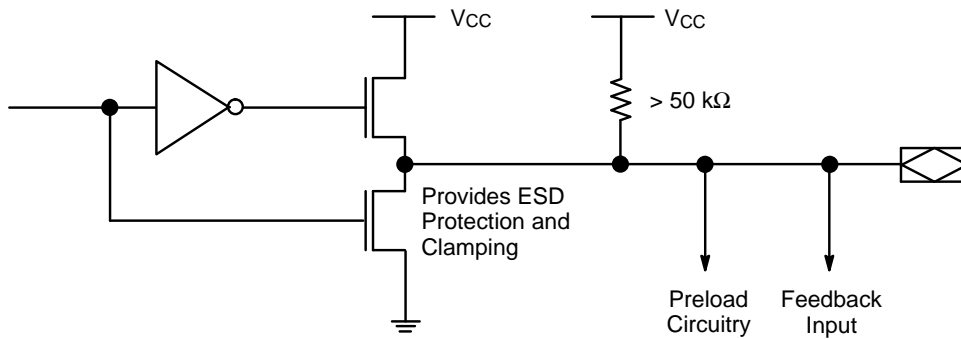 VCC
VCC
> 50 kΩ
Provides ESD
Protection and
Clamping
Preload
Circuitry
Feedback
Input